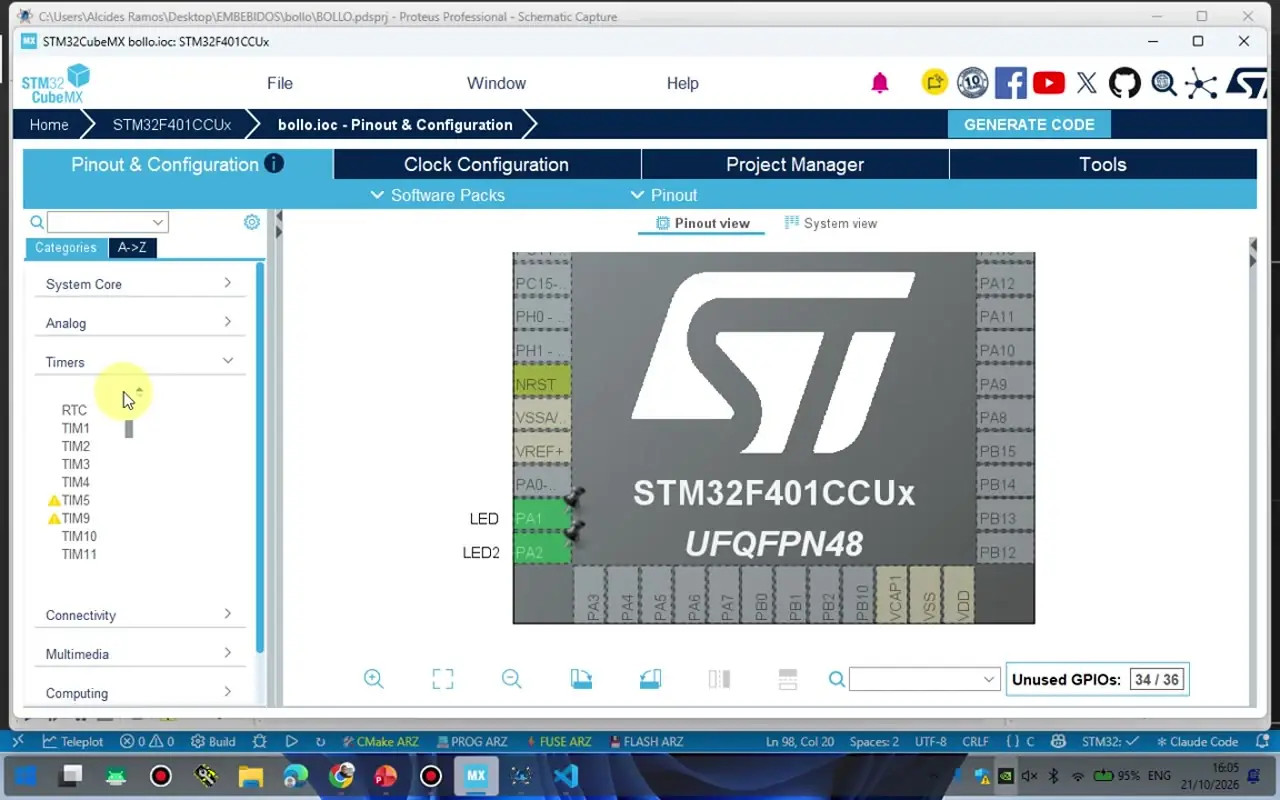 C:\Users\Alcides Ramos\Desktop\EMBEBIDOS\bollo\BOLLO.pdsprj - Proteus Professional - Schematic Capture
MX STM32CubeMX bollo.ioc: STM32F401CCUx
STM32 CubeMX
File Window Help
Home STM32F401CCUx bollo.ioc - Pinout & Configuration GENERATE CODE
Pinout & Configuration Clock Configuration Project Manager Tools
Software Packs Pinout
Pinout view System view
Categories A->Z
System Core
Analog
Timers
RTC
TIM1
TIM2
TIM3
TIM4
TIM5
TIM9
TIM10
TIM11
Connectivity
Multimedia
Computing
PC15-..
PH0 - ..
PH1 - ..
NRST
VSSA/..
VREF+
PA0-..
LED PA1
LED2 PA2
STM32F401CCUx
UFQFPN48
PA12
PA11
PA10
PA9
PA8
PB15
PB14
PB13
PB12
PA3 PA4 PA5 PA6 PA7 PB0 PB1 PB2 PB10 VCAP1 VSS VDD
Unused GPIOs: 34 / 36
Teleplot 0 0 Build CMake ARZ PROG ARZ FUSE ARZ FLASH ARZ Ln 98, Col 20 Spaces: 2 UTF-8 CRLF { } C STM32: Claude Code
MX 95% ENG 16:05
21/10/2026